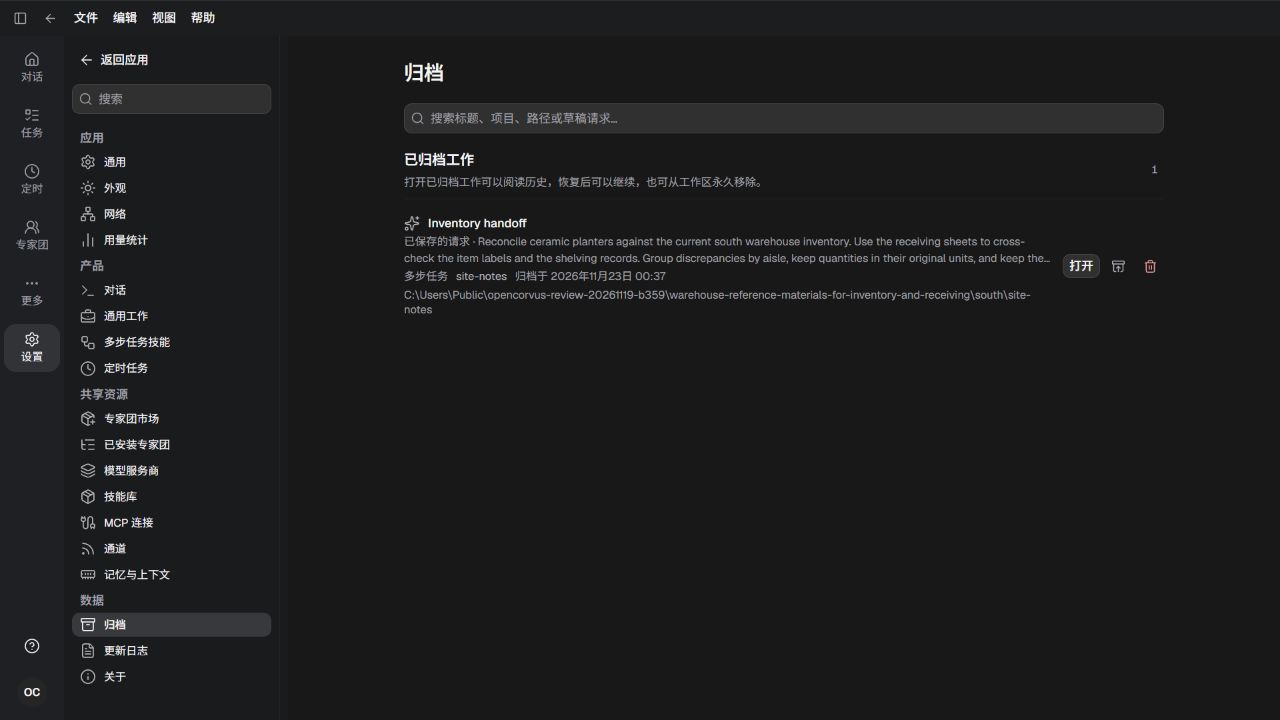 文件 编辑 视图 帮助
对话
任务
定时
专家团
更多
设置
OC
返回应用
搜索
应用
通用
外观
网络
用量统计
产品
对话
通用工作
多步任务技能
定时任务
共享资源
专家团市场
已安装专家团
模型服务商
技能库
MCP 连接
通道
记忆与上下文
数据
归档
更新日志
关于
归档
搜索标题、项目、路径或草稿请求...
已归档工作
1
打开已归档工作可以阅读历史，恢复后可以继续，也可从工作区永久移除。
Inventory handoff
已保存的请求 · Reconcile ceramic planters against the current south warehouse inventory. Use the receiving sheets to cross-
check the item labels and the shelving records. Group discrepancies by aisle, keep quantities in their original units, and keep the...
打开
多步任务 site-notes 归档于 2026年11月23日 00:37
C:\Users\Public\opencorvus-review-20261119-b359\warehouse-reference-materials-for-inventory-and-receiving\south\site-
notes